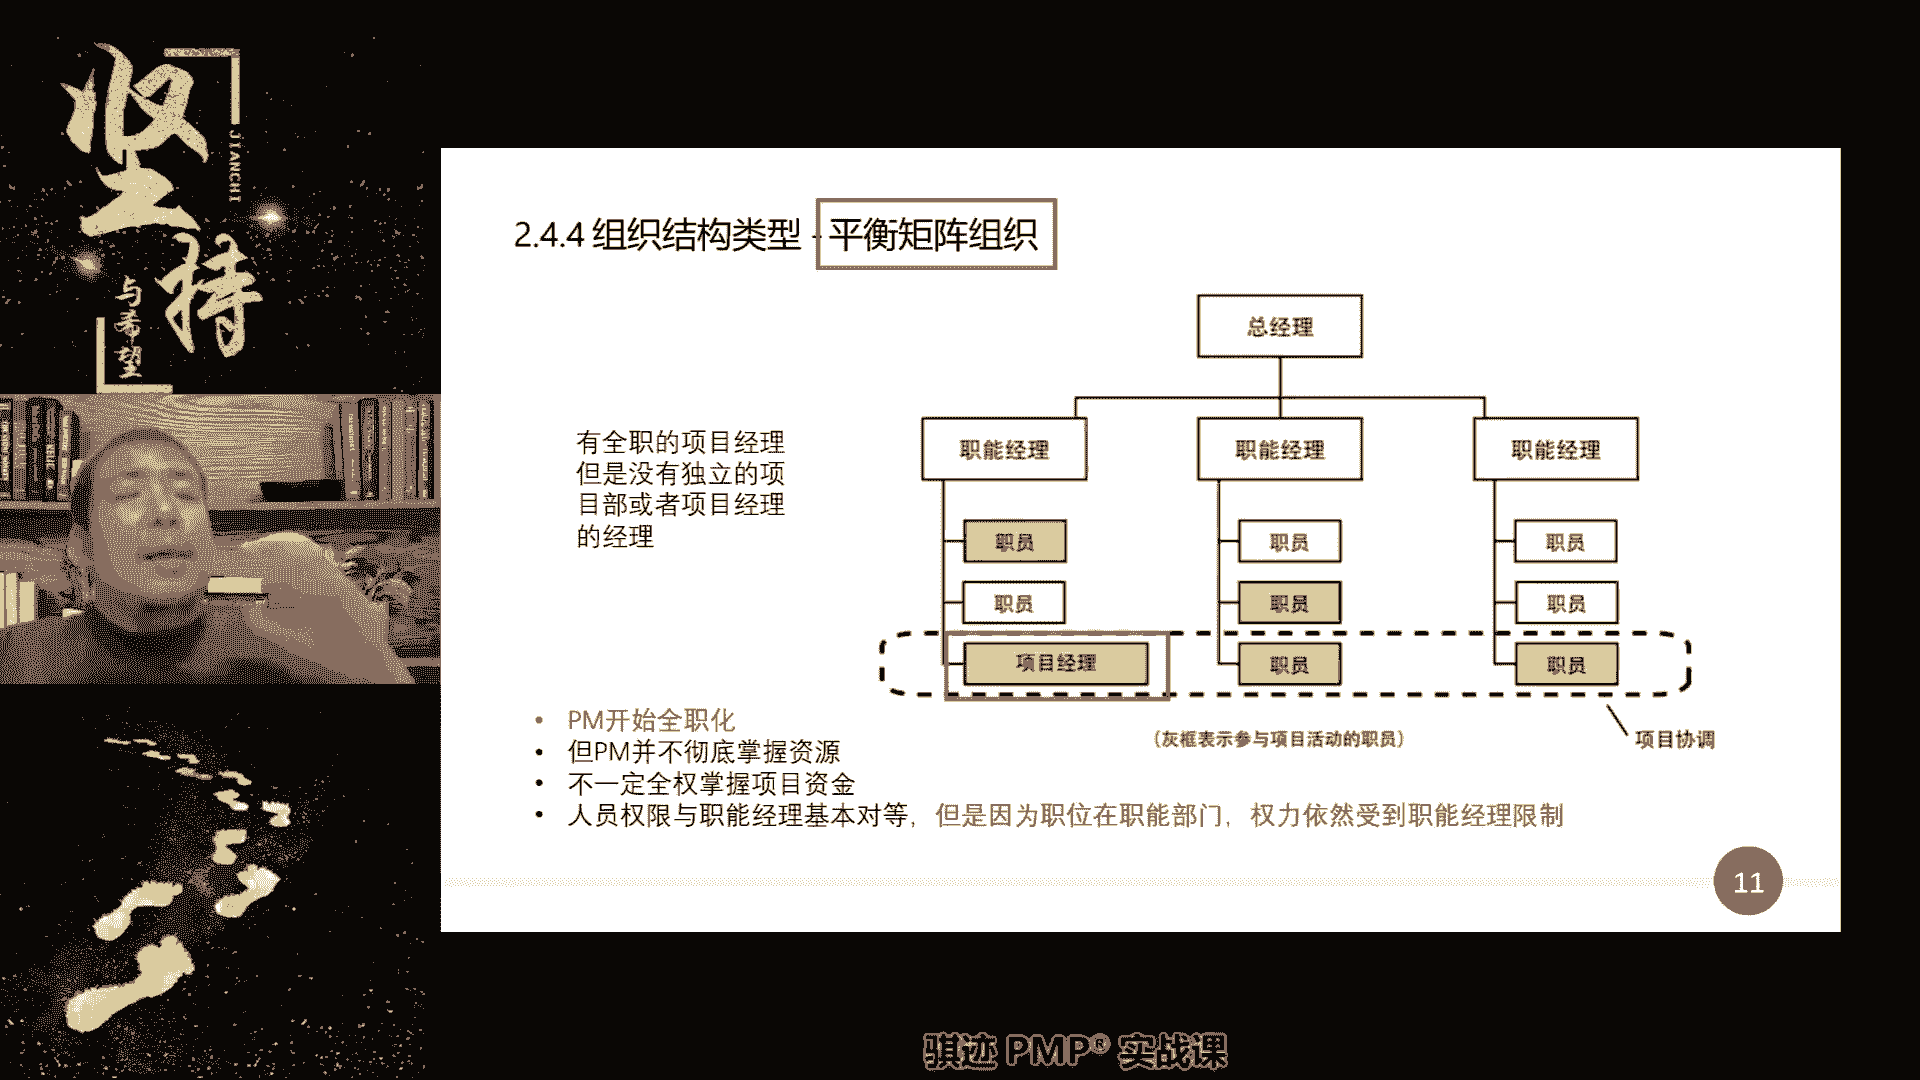 坚持
JIANCHI
与希望
2.4.4 组织结构类型 - 平衡矩阵组织
总经理
职能经理 职能经理 职能经理
有全职的项目经理
但是没有独立的项
目部或者项目经理
的经理
职员 职员 职员
职员 职员 职员
项目经理 职员 职员
• PM开始全职化
(灰框表示参与项目活动的职员)
项目协调
• 但PM并不彻底掌握资源
• 不一定全权掌握项目资金
• 人员权限与职能经理基本对等，但是因为职位在职能部门，权力依然受到职能经理限制
11
骐迹 PMP® 实战课